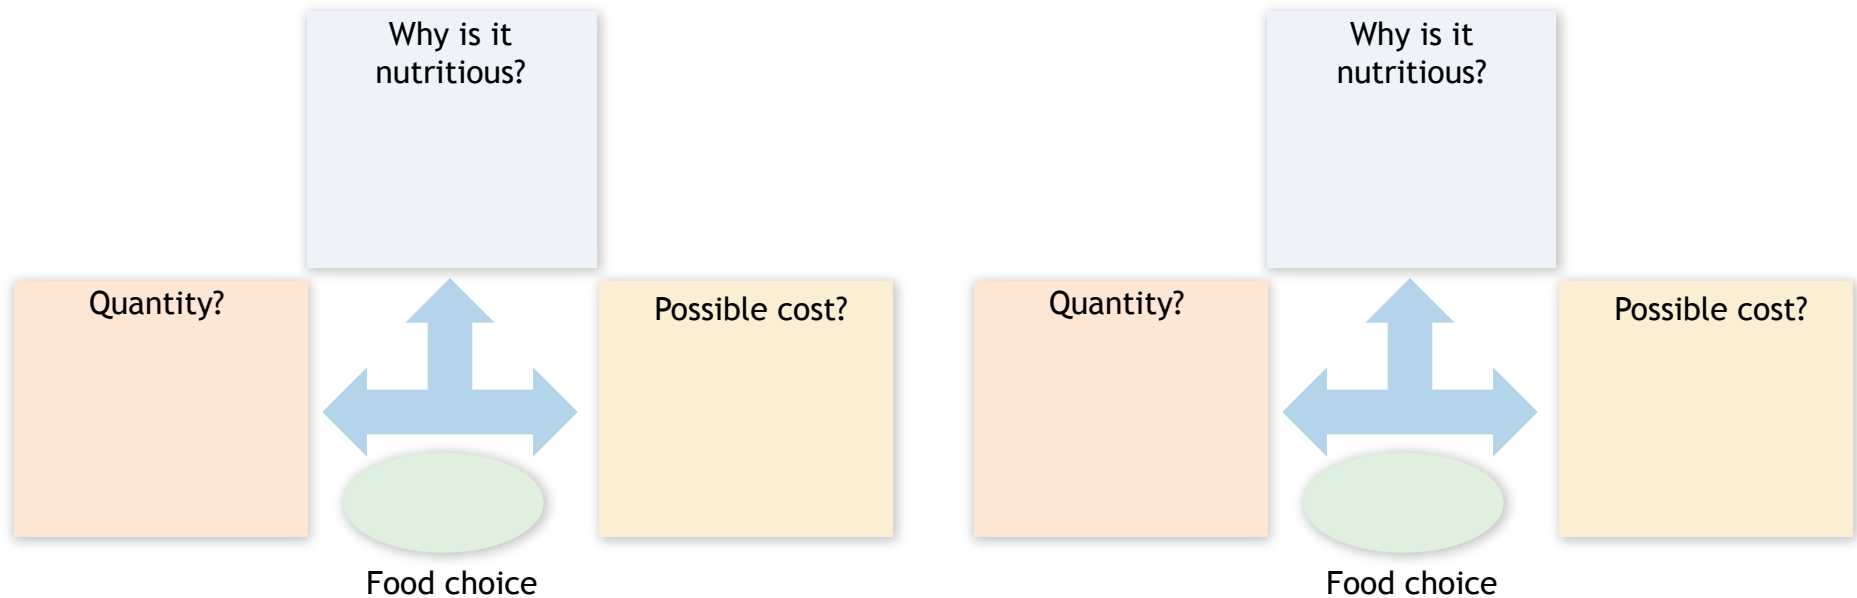 Why is it
nutritious?
Quantity?
Possible cost?
Food choice
Why is it
nutritious?
Quantity?
Possible cost?
Food choice